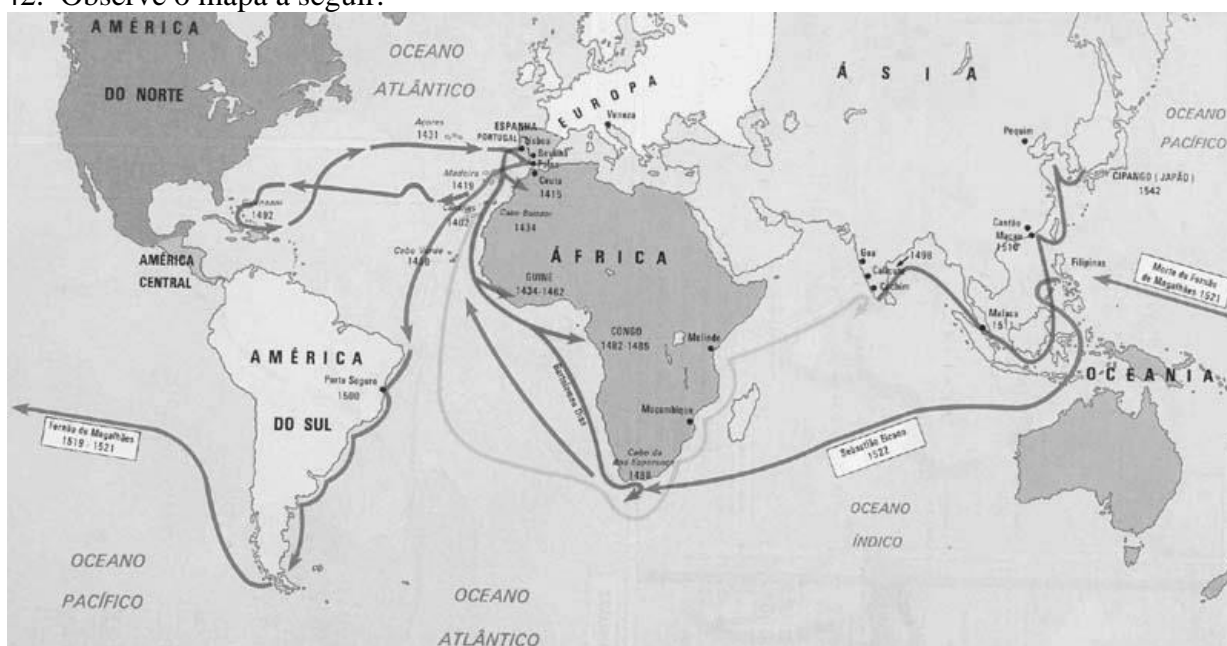 42. Observe o mapa a seguir.
AMÉRICA
DO NORTE
OCEANO
ATLÂNTICO
EUROPA
Veneza
ÁSIA
OCEANO
PACÍFICO
Açores
1431
ESPANHA
PORTUGAL
Lisboa
Pequim
Madeira
1419
Ceuta
1415
CIPANGO (JAPÃO)
1542
1492
1402
Cabo Bojador
1434
Cantão
Macau
Cabo Verde
ÁFRICA
Goa
1498
Filipinas
AMÉRICA
CENTRAL
GUINÉ
1434-1462
Morte de Fernão
de Magalhães 1521
CONGO
1482-1485
Melinde
Malaca
AMÉRICA
DO SUL
Porto Seguro
1500
Bartolomeu Dias
Moçambique
OCEANIA
Fernão de Magalhães
1519 - 1521
Cabo da
Boa Esperança
1488
Sebastião Elcano
1522
OCEANO
ÍNDICO
OCEANO
PACÍFICO
OCEANO
ATLÂNTICO